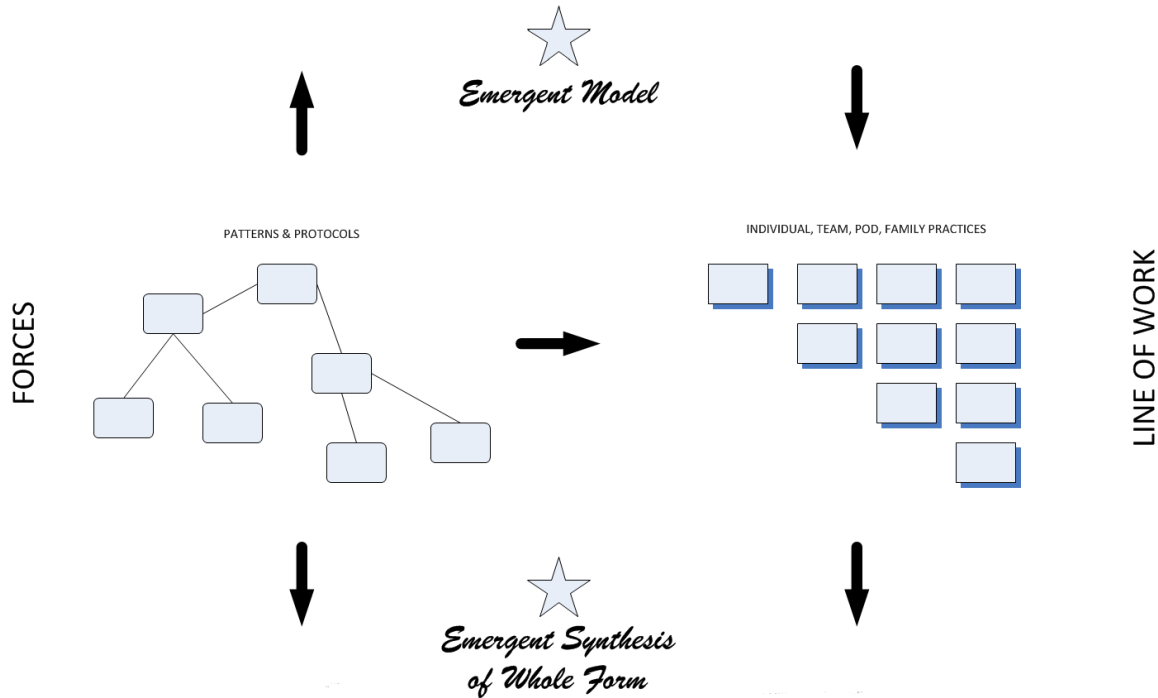 Emergent Model
PATTERNS & PROTOCOLS
INDIVIDUAL, TEAM, POD, FAMILY PRACTICES
FORCES
LINE OF WORK
Emergent Synthesis
of Whole Form